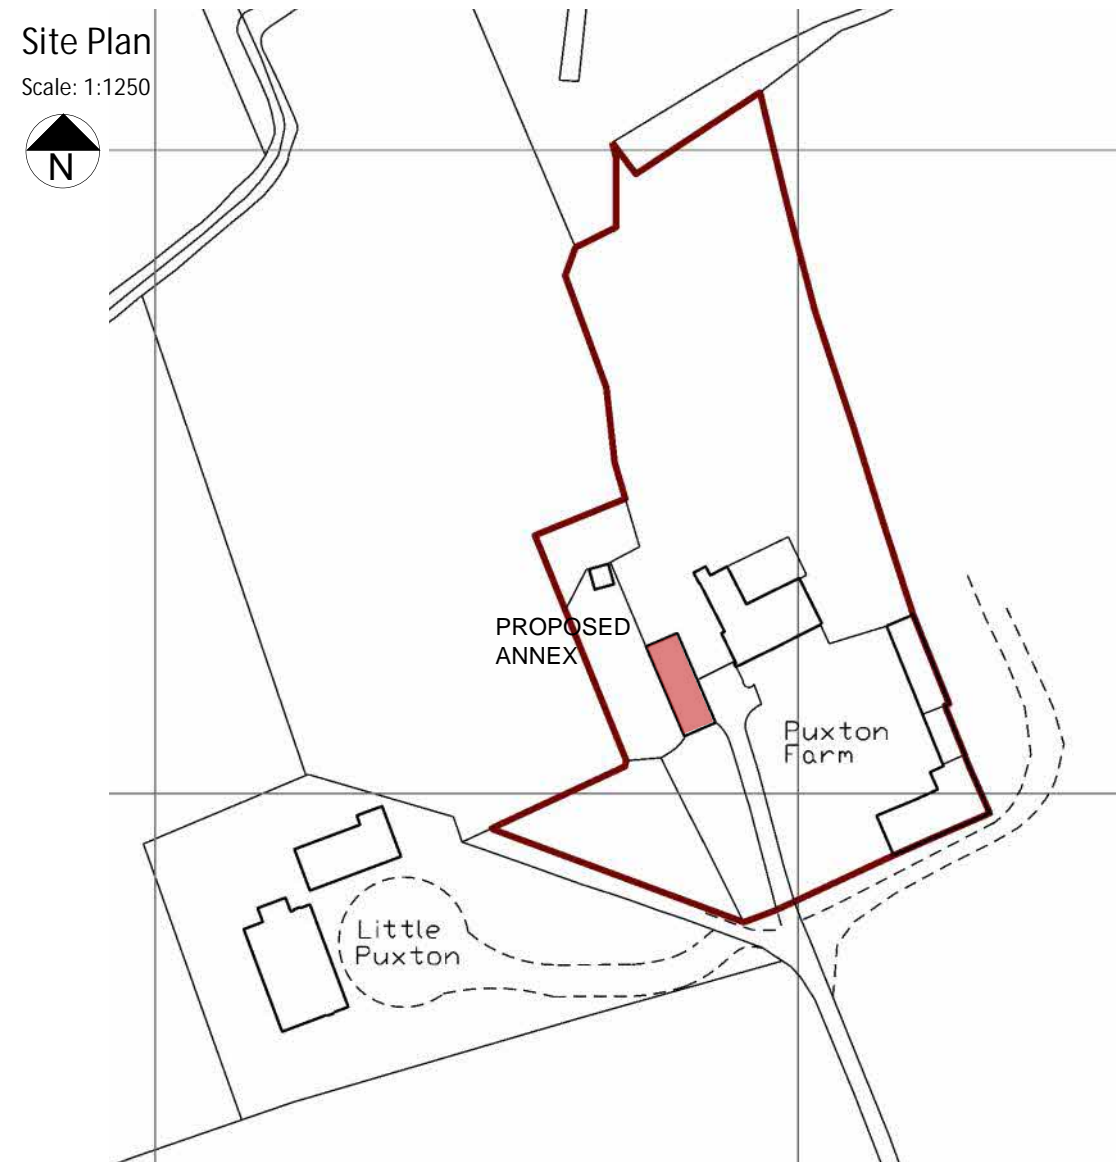 Site Plan
Scale: 1:1250
N
PROPOSED
ANNEX
Puxton
Farm
Little
Puxton